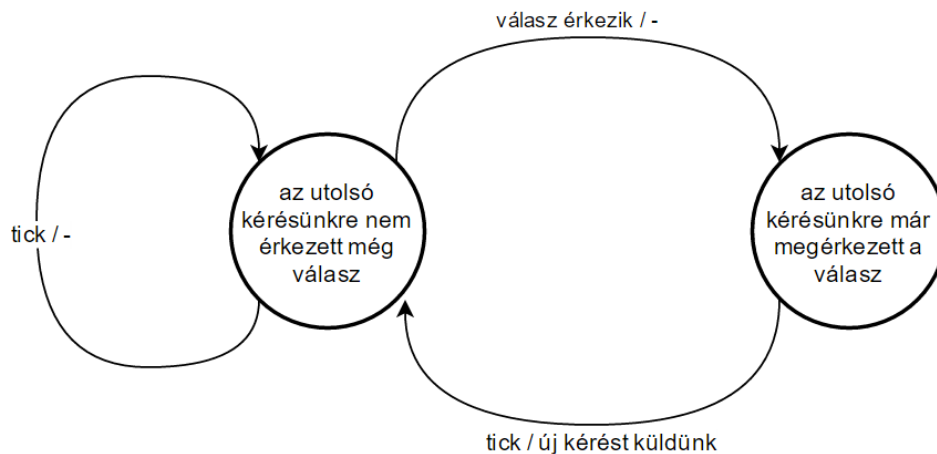 válasz érkezik / -
tick / -
az utolsó
kérésünkre nem
érkezett még
válasz
az utolsó
kérésünkre már
megérkezett a
válasz
tick / új kérést küldünk